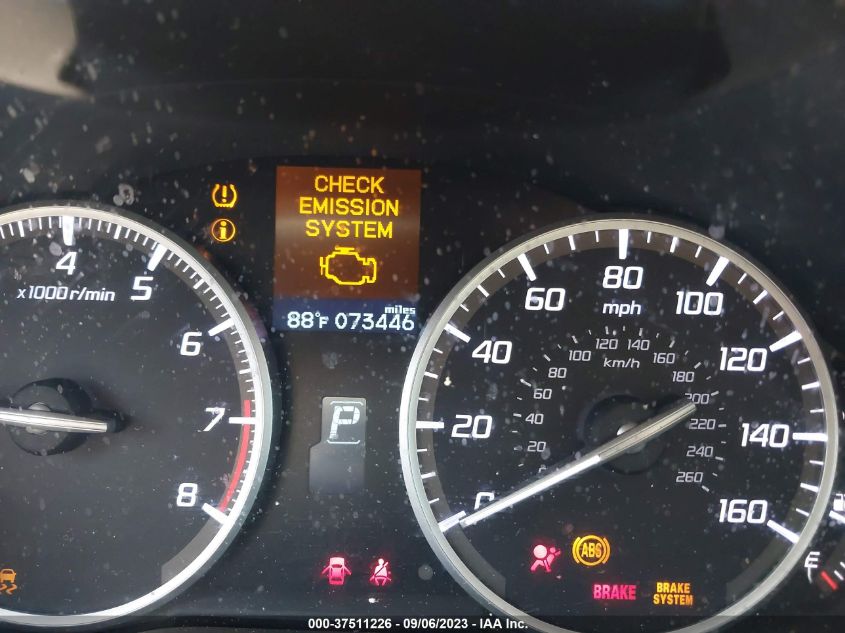 CHECK
EMISSION
SYSTEM
miles
88°F 073446
4
5
6
7
8
x1000r/min
P
0
20
40
60
80
100
120
140
160
mph
km/h
20
40
60
80
100
120
140
160
180
200
220
240
260
ABS
BRAKE
BRAKE
SYSTEM
E
000-37511226 - 09/06/2023 - IAA Inc.